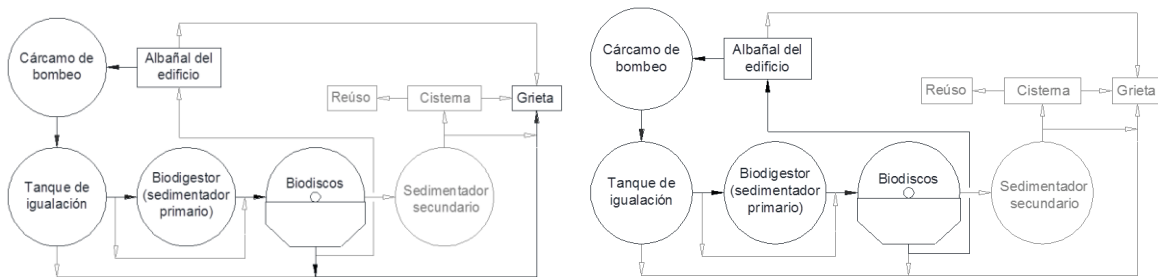 Cárcamo de
bombeo
Albañal del
edificio
Reúso
Cisterna
Grieta
Tanque de
igualación
Biodigestor
(sedimentador
primario)
Biodiscos
Sedimentador
secundario
Cárcamo de
bombeo
Albañal del
edificio
Reúso
Cisterna
Grieta
Tanque de
igualación
Biodigestor
(sedimentador
primario)
Biodiscos
Sedimentador
secundario